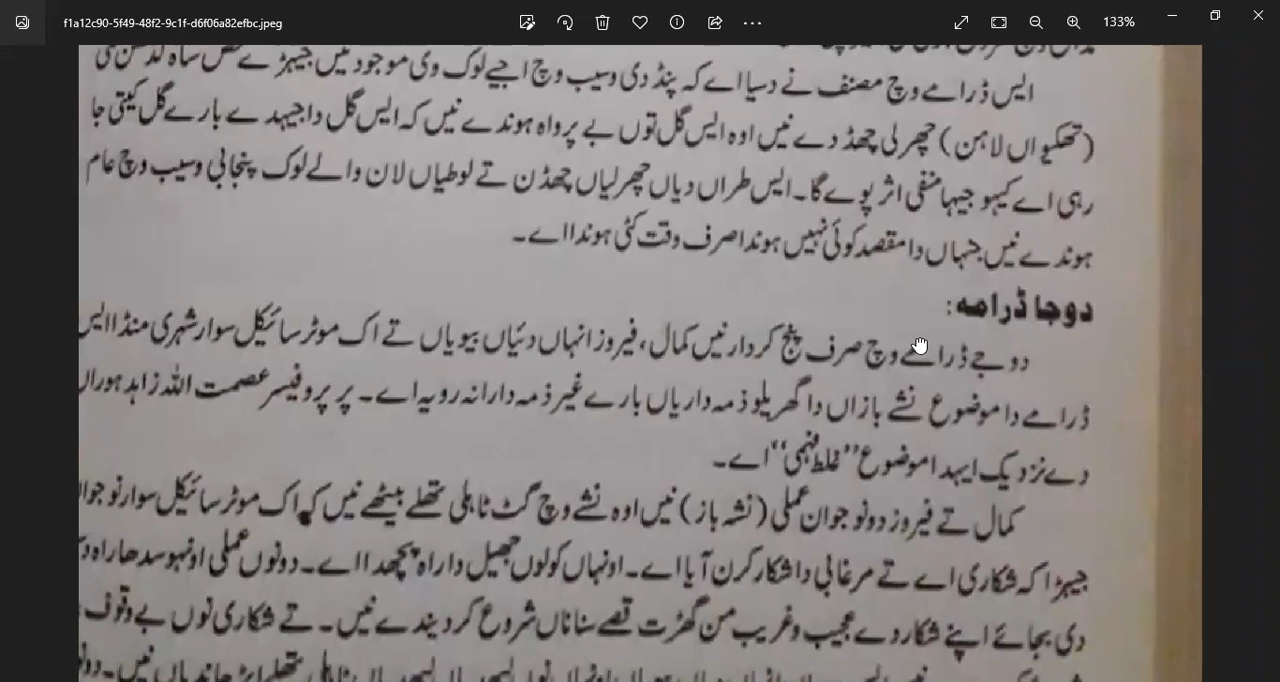 f1a12c90-5f49-48f2-9c1f-d6f06a82efbc.jpeg
133%
ایس ڈرامے وچ مصنف نے دسیا اے کہ پنڈ دی وسیب وچ اجیے لوک وی موجود نیں جیہڑے
(تھکیواں لاہن) چھرلی چھڈ دے نیں اوہ ایس گل توں بے پرواہ ہوندے نیں کہ ایس گل دا جیہدے بارے گل کیتی جا
رہی اے کیہو جیہا منفی اثر پوے گا۔ ایس طراں دیاں چھرلیاں چھڈن تے لوطیاں لان والے لوک پنجابی وسیب وچ عام
ہوندے نیں جنہاں دا مقصد کوئی نہیں ہوندا صرف وقت کٹی ہوندا اے۔
دوجا ڈرامہ:
دوجے ڈرامے وچ صرف پنج کردار نیں کمال، فیروز انہاں دئیاں بیویاں تے اک موٹر سائیکل سوار شہری منڈا ایس
ڈرامے دا موضوع نشے بازاں دا گھریلو ذمہ داریاں بارے غیر ذمہ دارانہ رویہ اے۔ پر پروفیسر عصمت اللہ زاہد ہوراں
دے نزدیک ایہدا موضوع ”غلط فہمی“ اے۔
کمال تے فیروز دو نوجوان عملی (نشہ باز) نیں اوہ نشے وچ گٹ ٹاہلی تھلے بیٹھے نیں کہ اک موٹر سائیکل سوار نوجوا
جیہڑا کہ شکاری اے تے مرغابی دا شکار کرن آیا اے۔ اونہاں کولوں جھیل دا راہ پچھدا اے۔ دونوں عملی اونہو سدھا راہ د
دی بجائے اپنے شکار دے عجیب و غریب من گھڑت قصے سناناں شروع کر دیندے نیں۔ تے شکاری نوں بے وقوف